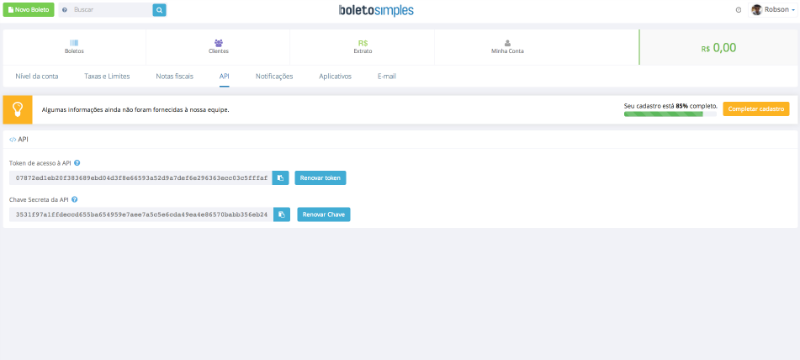 Novo Boleto
Buscar
boletosimples
Robson
Boletos
Clientes
R$
Extrato
Minha Conta
R$ 0,00
Nível da conta
Taxas e Limites
Notas fiscais
API
Notificações
Aplicativos
E-mail
Algumas informações ainda não foram fornecidas à nossa equipe.
Seu cadastro está 85% completo.
Completar cadastro
</> API
Token de acesso à API
Renovar token
Chave Secreta da API
Renovar Chave